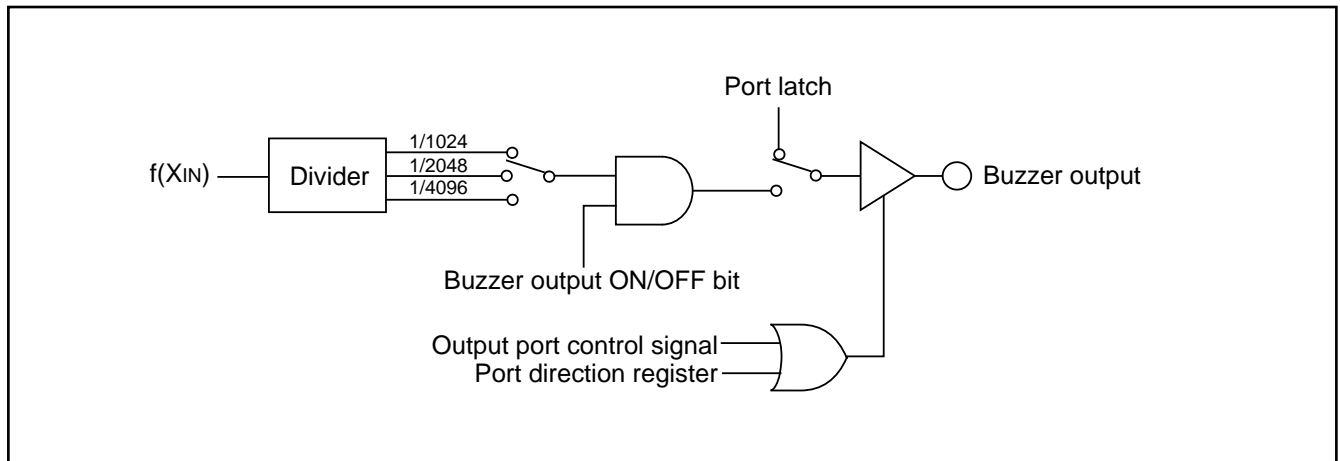 Port latch
1/1024
f(XIN)
Divider
1/2048
Buzzer output
1/4096
Buzzer output ON/OFF bit
Output port control signal
Port direction register